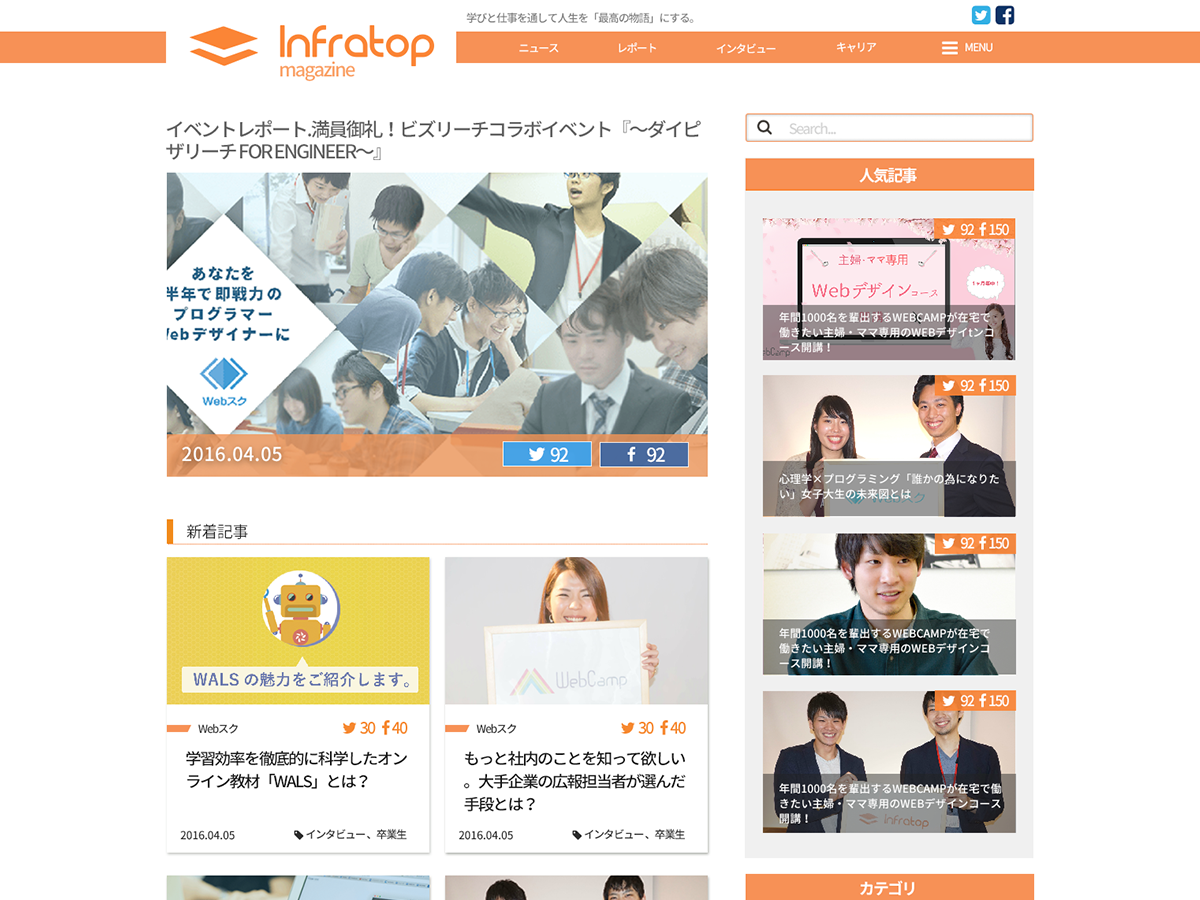 学びと仕事を通して人生を「最高の物語」にする。
Infratop
magazine
ニュース
レポート
インタビュー
キャリア
MENU
イベントレポート.満員御礼！ビズリーチコラボイベント『〜ダイピ
ザリーチ FOR ENGINEER〜』
あなたを
半年で即戦力の
プログラマー
Webデザイナーに
Webスク
2016.04.05
92
92
新着記事
WALS の魅力をご紹介します。
Webスク
30
40
学習効率を徹底的に科学したオン
ライン教材「WALS」とは？
2016.04.05
インタビュー、卒業生
WebCamp
Webスク
30
40
もっと社内のことを知って欲しい
。大手企業の広報担当者が選んだ
手段とは？
2016.04.05
インタビュー、卒業生
Search...
人気記事
92
150
主婦・ママ専用
Webデザインコース
年間1000名を輩出するWEBCAMPが在宅で
働きたい主婦・ママ専用のWEBデザイtンコ
ース開講！
92
150
心理学×プログラミング「誰かの為になりた
い」女子大生の未来図とは
92
150
年間1000名を輩出するWEBCAMPが在宅で
働きたい主婦・ママ専用のWEBデザインコ
ース開講！
92
150
年間1000名を輩出するWEBCAMPが在宅で働
きたい主婦・ママ専用のWEBデザインコース
開講！
infratop
カテゴリ